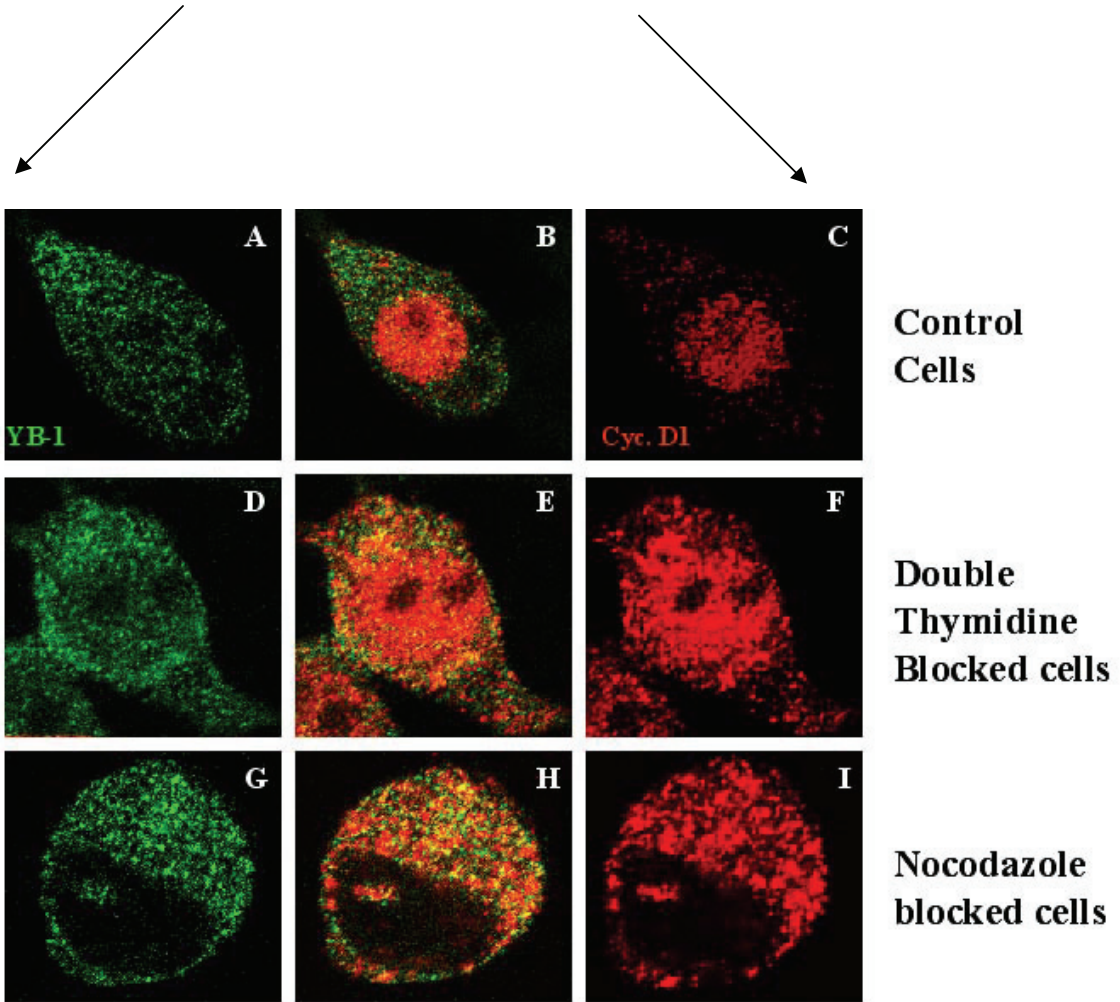 A
B
C
YB-1
Cyc. D1
Control
Cells
D
E
F
Double
Thymidine
Blocked cells
G
H
I
Nocodazole
blocked cells